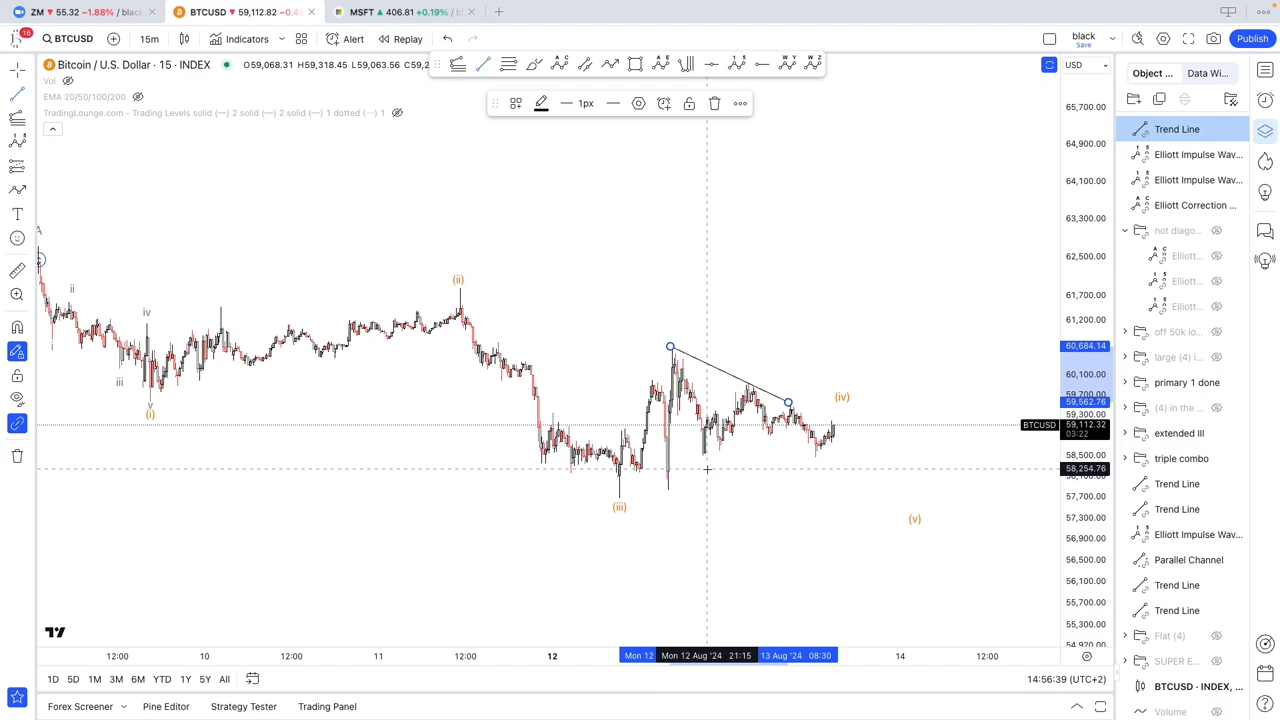 ZM ▼ 55.32 −1.88% / black
BTCUSD ▼ 59,112.82 −0.4
MSFT ▲ 406.81 +0.19% / b
16
BTCUSD
15m
Indicators
Alert
Replay
black
Save
Publish
Bitcoin / U.S. Dollar · 15 · INDEX
O59,068.31 H59,318.45 L59,063.56 C59,2
USD
Object ...
Data Wi...
Vol
EMA 20/50/100/200
TradingLounge.com - Trading Levels solid (—) 2 solid (—) 2 solid (—) 1 dotted (—) 1
1px
65,700.00
64,900.00
64,100.00
63,300.00
62,500.00
61,700.00
61,200.00
60,684.14
60,100.00
59,700.00
59,562.76
59,300.00
BTCUSD
59,112.32
03:22
58,500.00
58,254.76
57,700.00
57,300.00
56,900.00
56,500.00
56,100.00
55,700.00
55,300.00
54,920.00
A
ii
iv
i
iii
v
(i)
(ii)
(iii)
(iv)
(v)
Trend Line
Elliott Impulse Wav...
Elliott Impulse Wav...
Elliott Correction ...
not diago...
Elliott...
Elliott...
Elliott...
off 50k lo...
large (4) i...
primary 1 done
(4) in the ...
extended III
triple combo
Trend Line
Trend Line
Elliott Impulse Wav...
Parallel Channel
Trend Line
Trend Line
Flat (4)
SUPER E...
BTCUSD · INDEX, ...
Volume
12:00
10
12:00
11
12:00
12
Mon 12
Mon 12 Aug '24 21:15
13 Aug '24 08:30
14
12:00
1D 5D 1M 3M 6M YTD 1Y 5Y All
14:56:39 (UTC+2)
Forex Screener
Pine Editor
Strategy Tester
Trading Panel